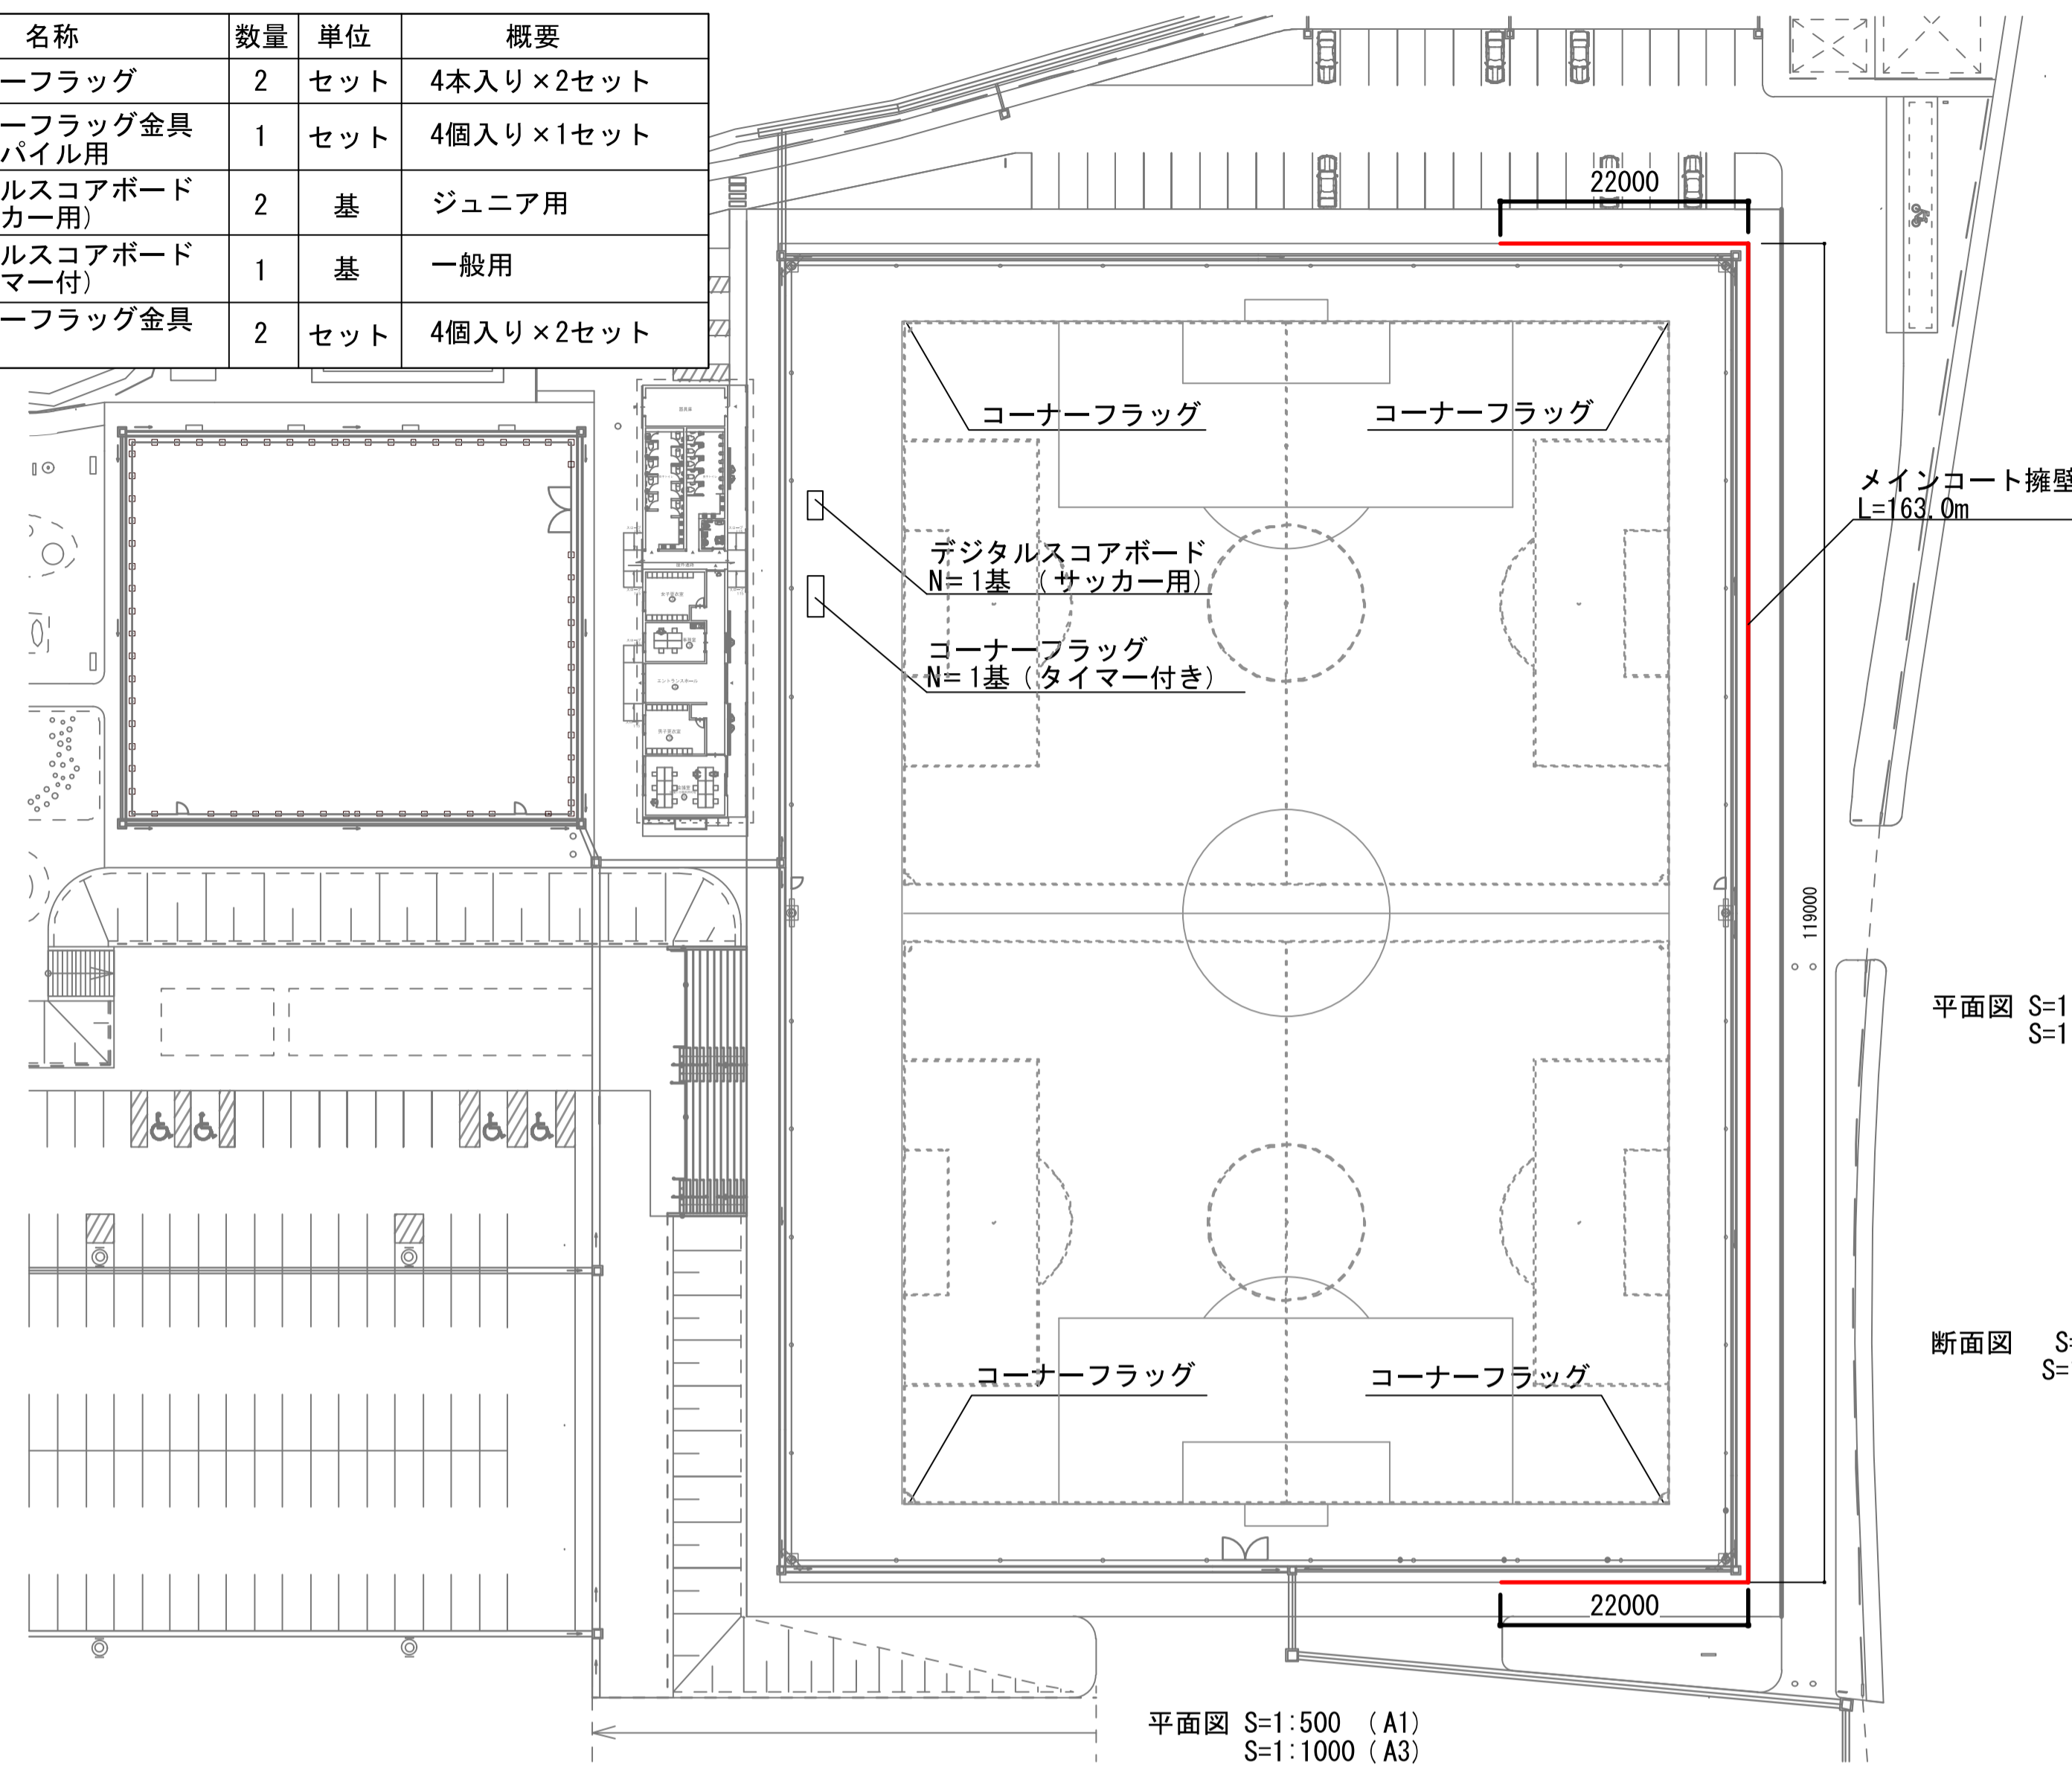 名称 数量 単位 概要
ーフラッグ 2 セット 4本入り×2セット
ーフラッグ金具
パイル用 1 セット 4個入り×1セット
ルスコアボード
カー用) 2 基 ジュニア用
ルスコアボード
マー付) 1 基 一般用
ーフラッグ金具 2 セット 4個入り×2セット
22000
コーナーフラッグ
コーナーフラッグ
メインコート擁壁
L=163.0m
デジタルスコアボード
N=1基 (サッカー用)
コーナーフラッグ
N=1基(タイマー付き)
エントランスホール
119000
平面図 S=1
S=1
断面図 S=
S=
コーナーフラッグ
コーナーフラッグ
22000
平面図 S=1:500 (A1)
S=1:1000(A3)